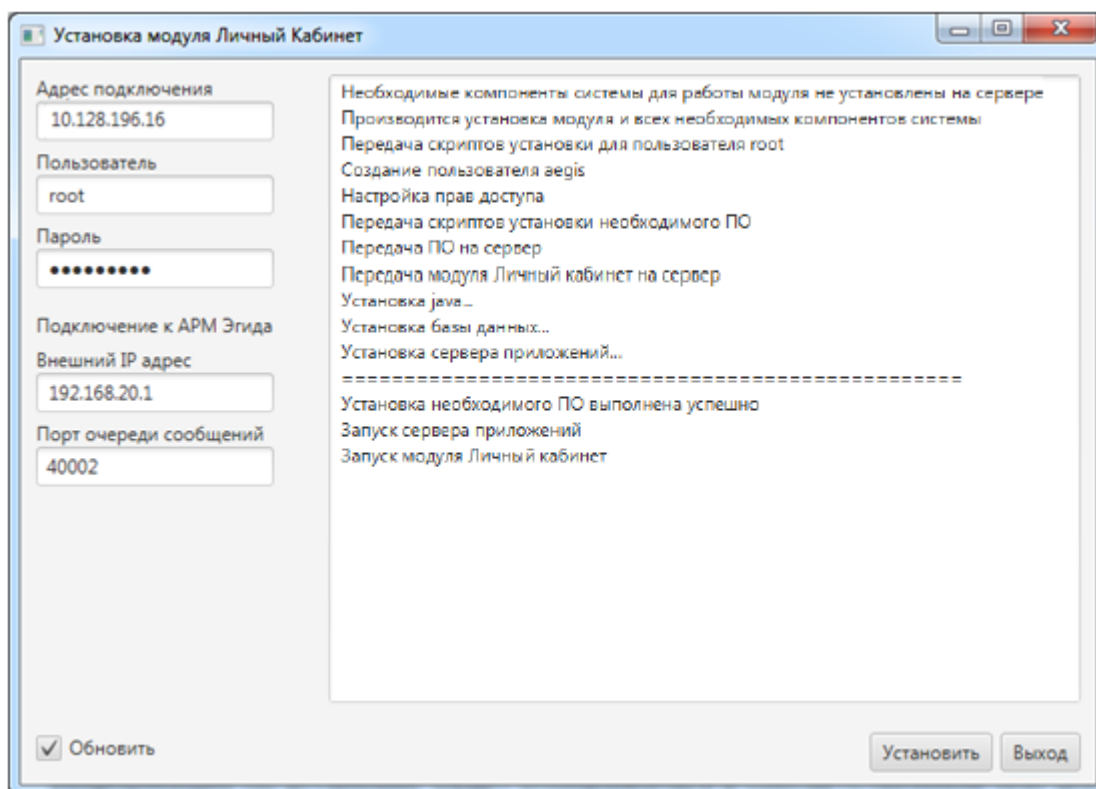 Установка модуля Личный Кабинет
Адрес подключения
10.128.196.16
Пользователь
root
Пароль
•••••••••
Подключение к АРМ Эгида
Внешний IP адрес
192.168.20.1
Порт очереди сообщений
40002
Необходимые компоненты системы для работы модуля не установлены на сервере
Производится установка модуля и всех необходимых компонентов системы
Передача скриптов установки для пользователя root
Создание пользователя aegis
Настройка прав доступа
Передача скриптов установки необходимого ПО
Передача ПО на сервер
Передача модуля Личный кабинет на сервер
Установка java...
Установка базы данных...
Установка сервера приложений...
==================================================
Установка необходимого ПО выполнена успешно
Запуск сервера приложений
Запуск модуля Личный кабинет
Обновить
Установить
Выход